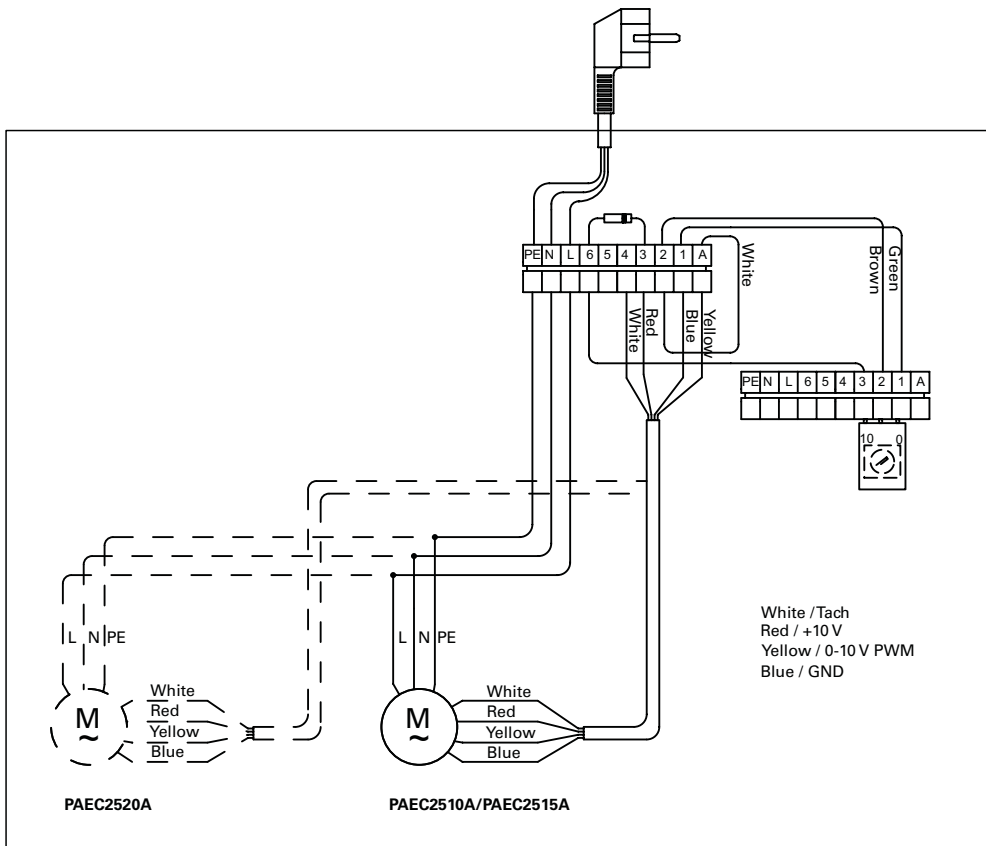 PE N L 6 5 4 3 2 1 A
White
Green
Brown
White
Red
Blue
Yellow
PE N L 6 5 4 3 2 1 A
10 0
White / Tach
Red / +10 V
Yellow / 0-10 V PWM
Blue / GND
L N PE
L N PE
M
~
White
Red
Yellow
Blue
M
~
White
Red
Yellow
Blue
PAEC2520A
PAEC2510A/PAEC2515A